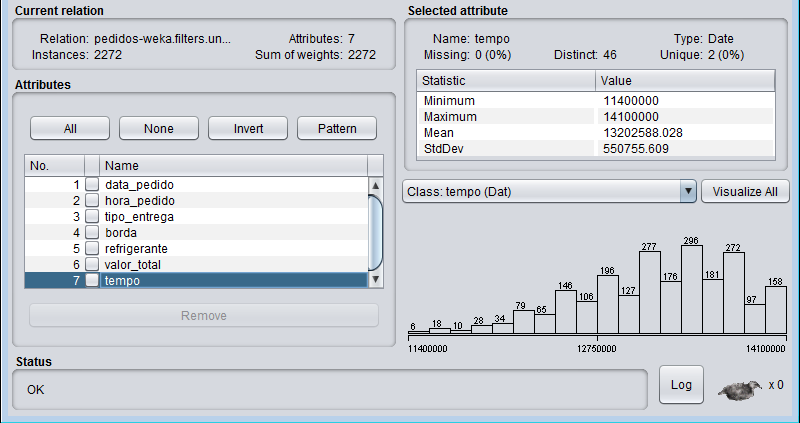 Current relation
Relation: pedidos-weka.filters.un... Attributes: 7
Instances: 2272 Sum of weights: 2272
Attributes
All None Invert Pattern
No. Name
1 data_pedido
2 hora_pedido
3 tipo_entrega
4 borda
5 refrigerante
6 valor_total
7 tempo
Remove
Selected attribute
Name: tempo Type: Date
Missing: 0 (0%) Distinct: 46 Unique: 2 (0%)
Statistic Value
Minimum 11400000
Maximum 14100000
Mean 13202588.028
StdDev 550755.609
Class: tempo (Dat) Visualize All
6 18 10 28 34 79 65 146 106 196 127 277 176 296 181 272 97 158
11400000 12750000 14100000
Status
OK
Log x 0